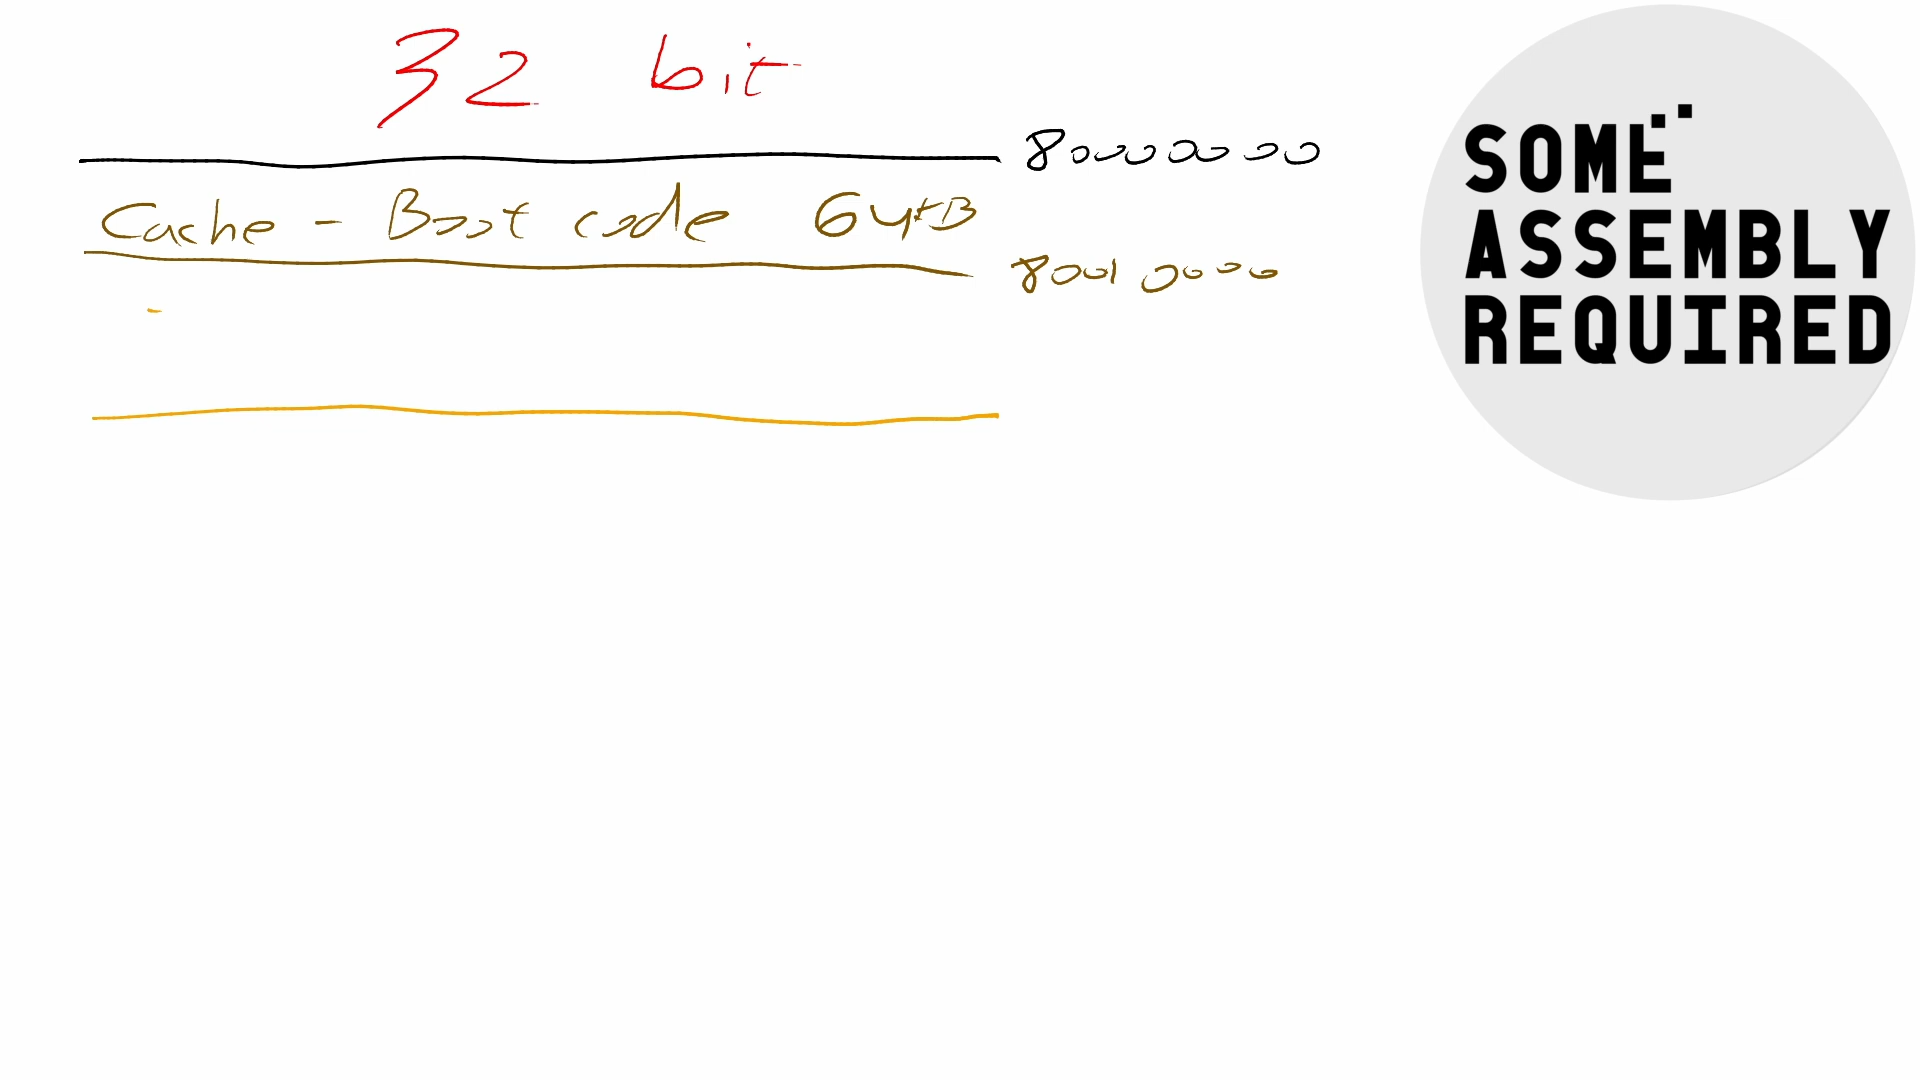 32 bit
80000000
Cache - Boot code 64kB
80010000
SOME
ASSEMBLY
REQUIRED